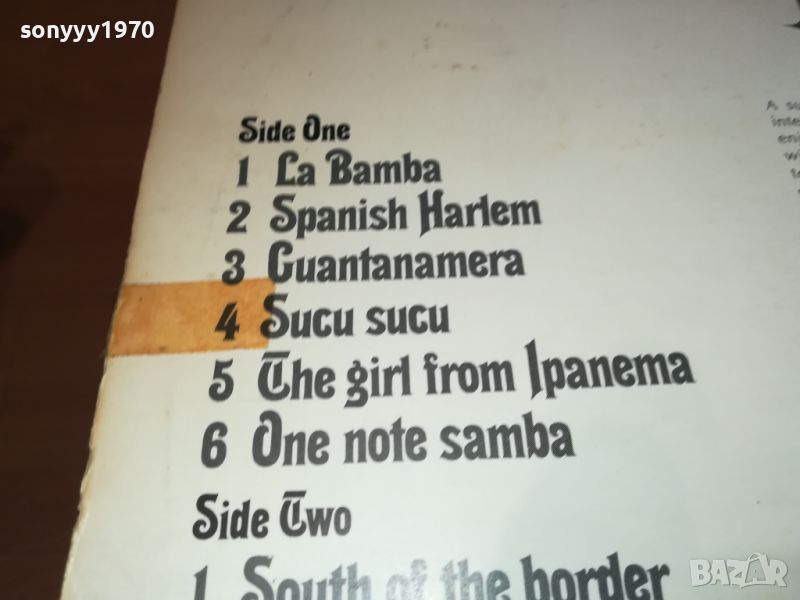 sonyyy1970
Side One
1 La Bamba
2 Spanish Harlem
3 Guantanamera
4 Sucu sucu
5 The girl from Ipanema
6 One note samba
Side Two
1 South of the border
A
BAZAR